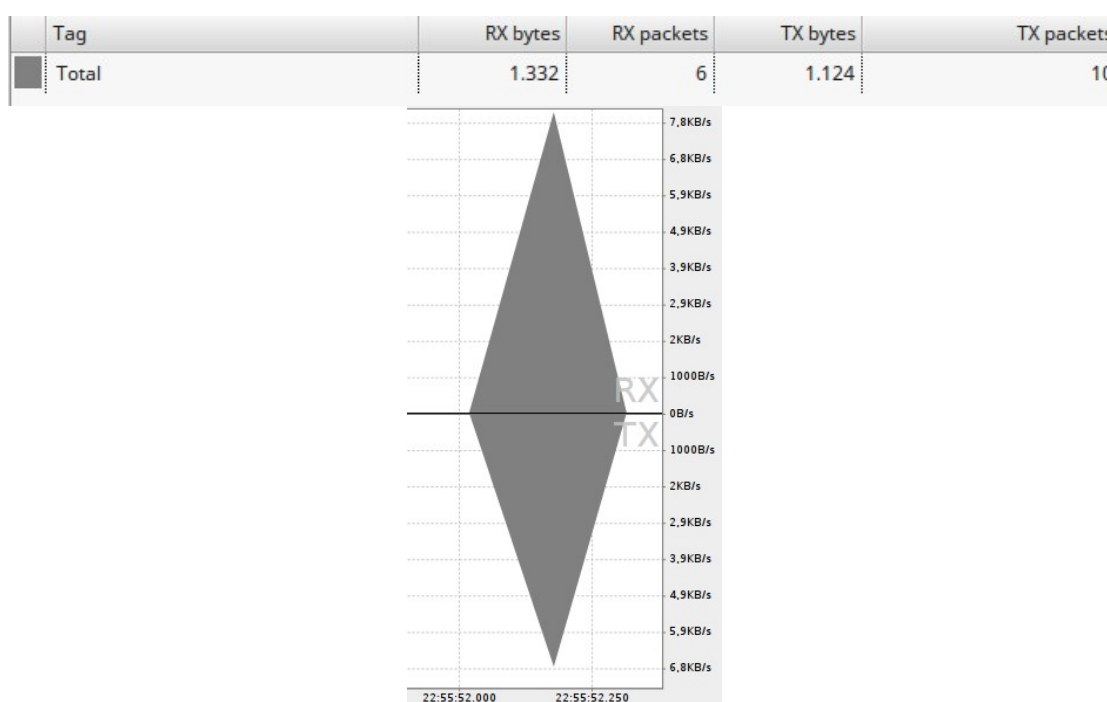 Tag RX bytes RX packets TX bytes TX packets
Total 1.332 6 1.124 10
7,8KB/s
6,8KB/s
5,9KB/s
4,9KB/s
3,9KB/s
2,9KB/s
2KB/s
1000B/s
RX
0B/s
TX
1000B/s
2KB/s
2,9KB/s
3,9KB/s
4,9KB/s
5,9KB/s
6,8KB/s
22:55:52.000 22:55:52.250